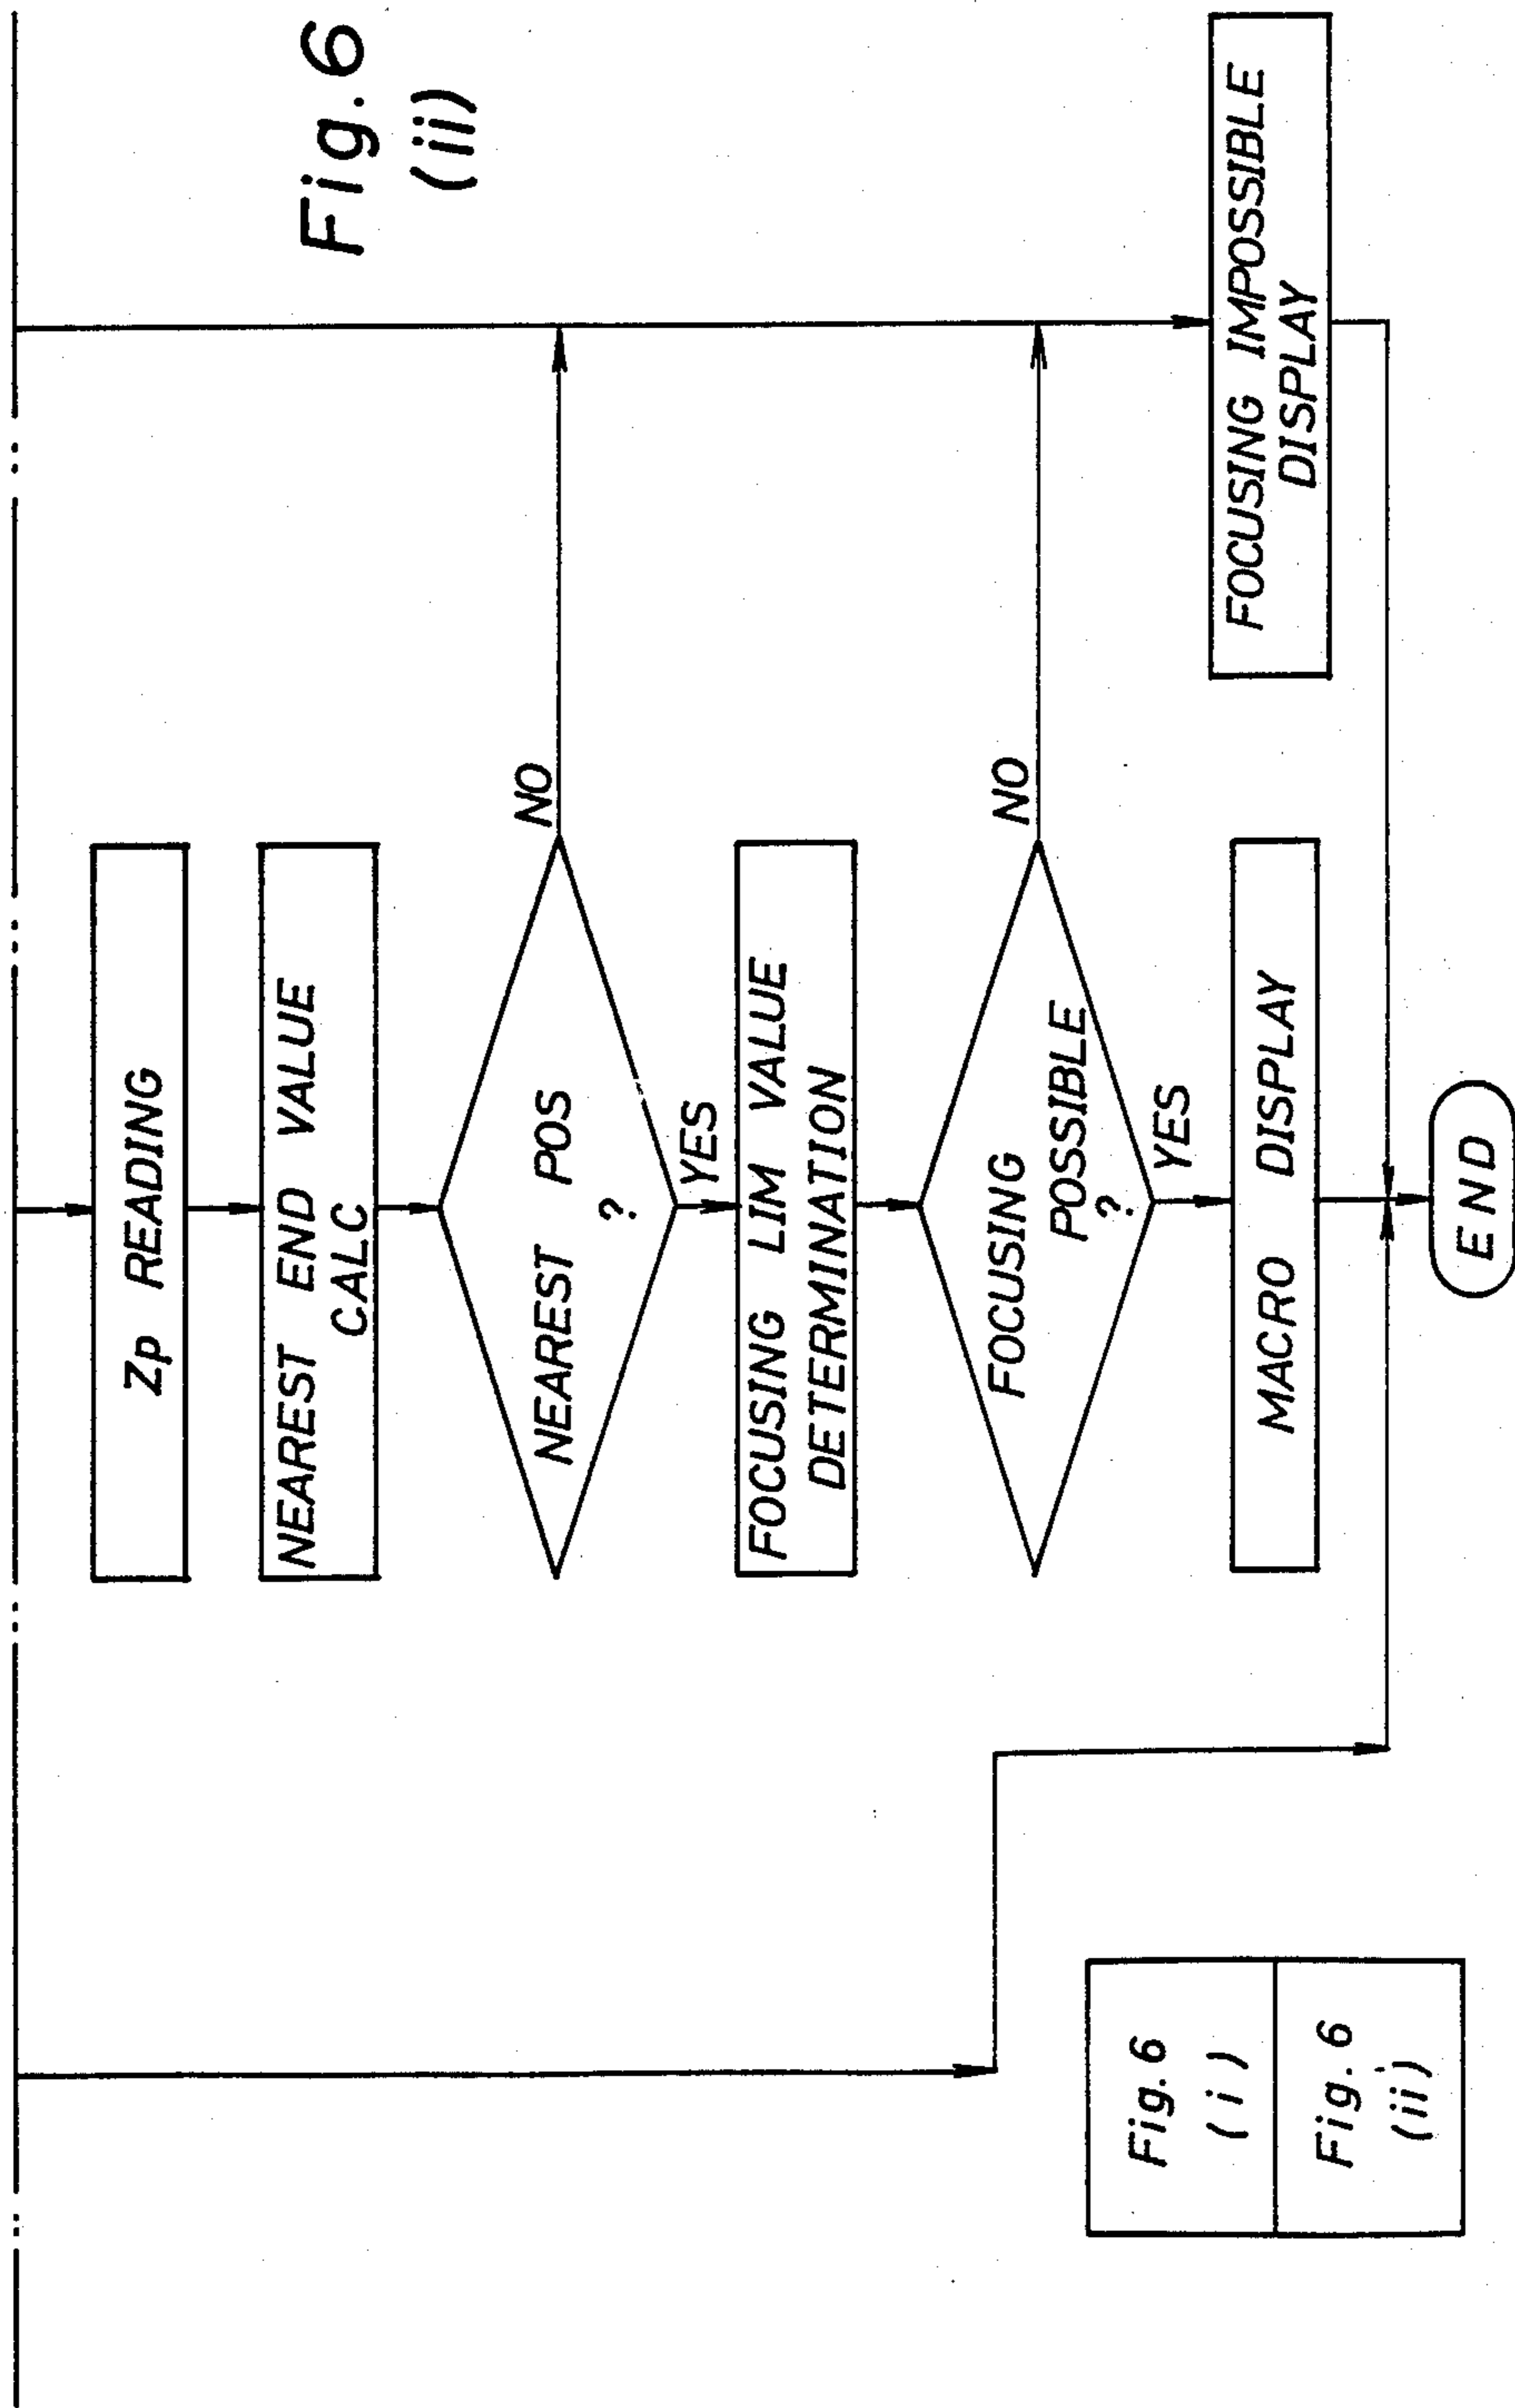 Fig.6
(ii)
Zp READING
NEAREST END VALUE
CALC
NEAREST POS
?
NO
YES
FOCUSING LIM VALUE
DETERMINATION
FOCUSING
POSSIBLE
?
NO
YES
MACRO DISPLAY
FOCUSING IMPOSSIBLE
DISPLAY
END
Fig.6
(i)
Fig.6
(ii)